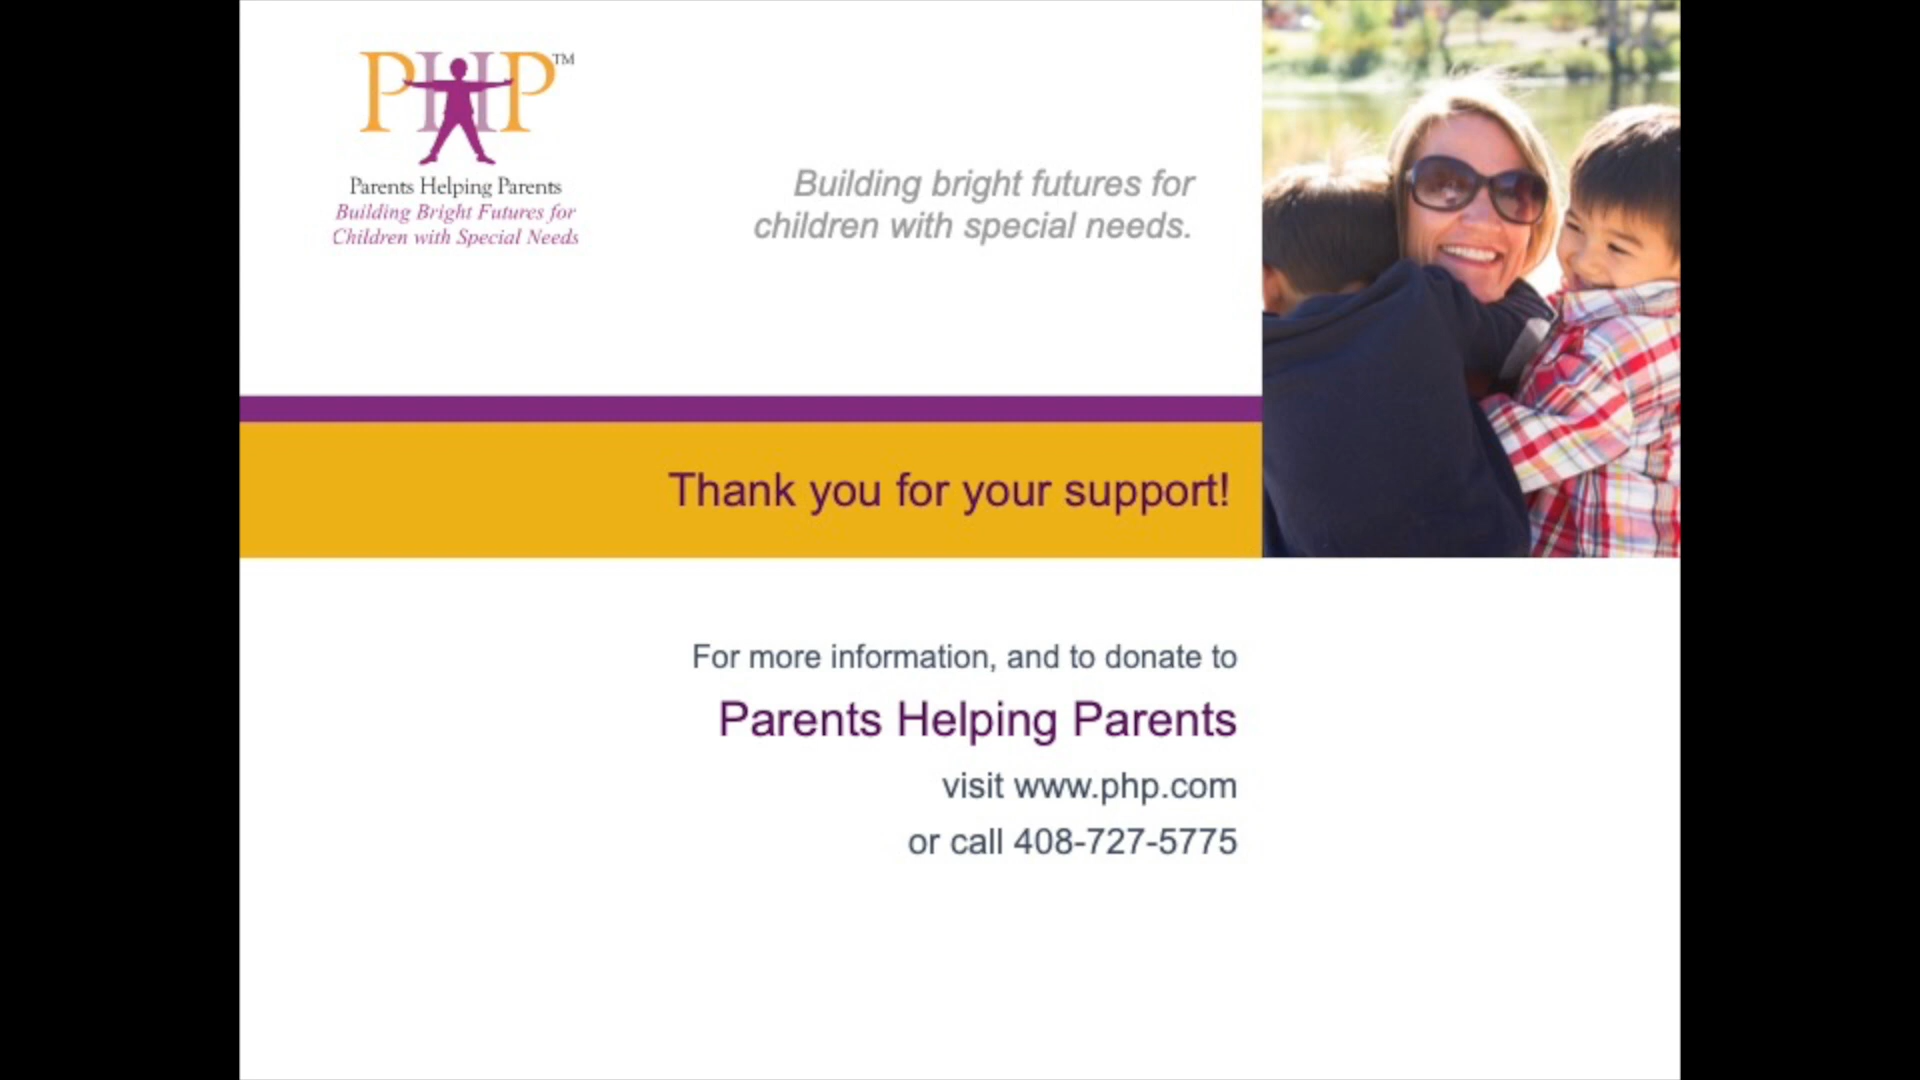 PHP™
Parents Helping Parents
Building Bright Futures for
Children with Special Needs
Building bright futures for
children with special needs.
Thank you for your support!
For more information, and to donate to
Parents Helping Parents
visit www.php.com
or call 408-727-5775